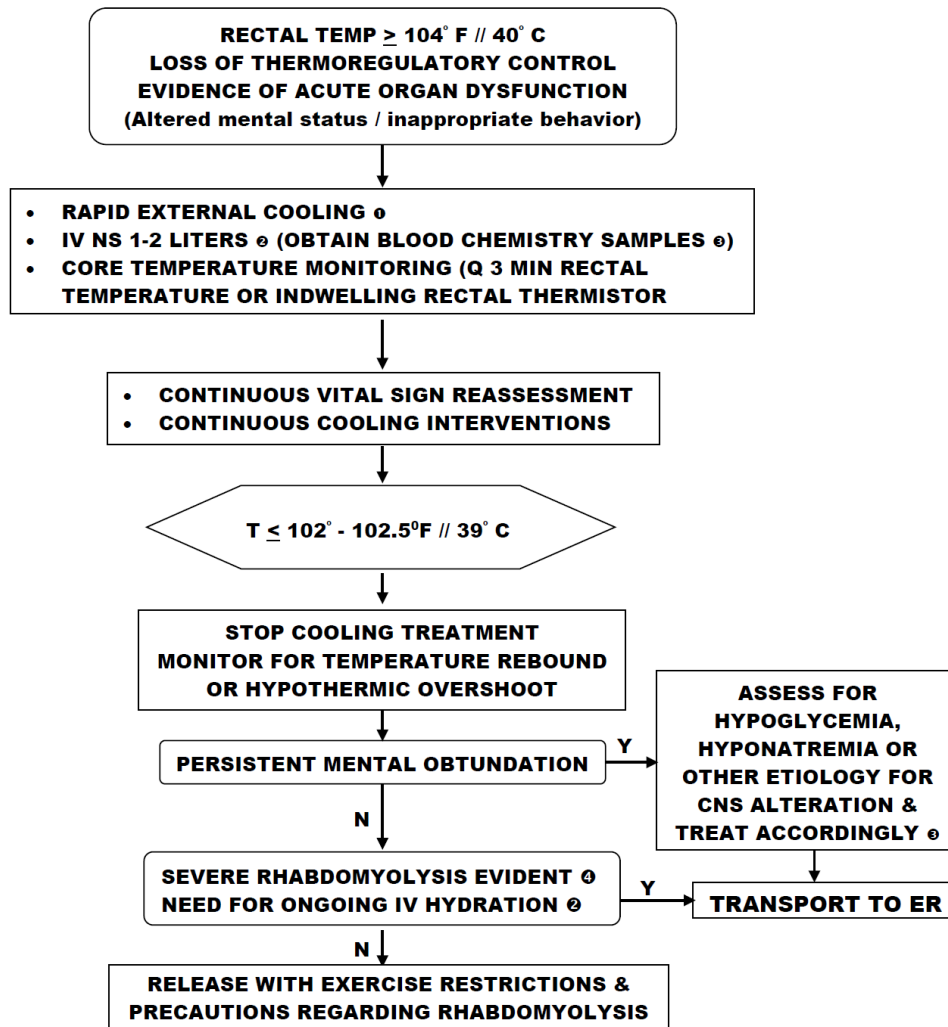 RECTAL TEMP ≥ 104° F // 40° C
LOSS OF THERMOREGULATORY CONTROL
EVIDENCE OF ACUTE ORGAN DYSFUNCTION
(Altered mental status / inappropriate behavior)
• RAPID EXTERNAL COOLING ❶
• IV NS 1-2 LITERS ❷ (OBTAIN BLOOD CHEMISTRY SAMPLES ❸)
• CORE TEMPERATURE MONITORING (Q 3 MIN RECTAL
TEMPERATURE OR INDWELLING RECTAL THERMISTOR
• CONTINUOUS VITAL SIGN REASSESSMENT
• CONTINUOUS COOLING INTERVENTIONS
T ≤ 102° - 102.5⁰F // 39° C
STOP COOLING TREATMENT
MONITOR FOR TEMPERATURE REBOUND
OR HYPOTHERMIC OVERSHOOT
PERSISTENT MENTAL OBTUNDATION
Y
ASSESS FOR
HYPOGLYCEMIA,
HYPONATREMIA OR
OTHER ETIOLOGY FOR
CNS ALTERATION &
TREAT ACCORDINGLY ❸
N
SEVERE RHABDOMYOLYSIS EVIDENT ❹
NEED FOR ONGOING IV HYDRATION ❷
Y
TRANSPORT TO ER
N
RELEASE WITH EXERCISE RESTRICTIONS &
PRECAUTIONS REGARDING RHABDOMYOLYSIS